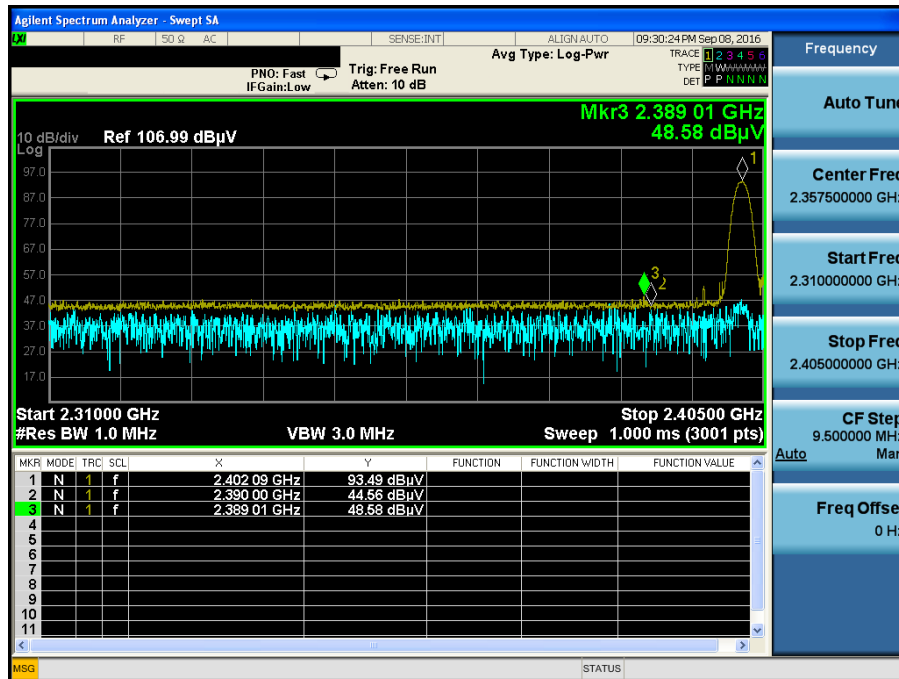 Agilent Spectrum Analyzer - Swept SA
LXI RF 50 Ω AC SENSE:INT ALIGN AUTO 09:30:24 PM Sep 08, 2016
PNO: Fast Trig: Free Run Avg Type: Log-Pwr TRACE 1 2 3 4 5 6
IFGain:Low Atten: 10 dB TYPE M W W W W W
DET P P N N N N
Mkr3 2.389 01 GHz
48.58 dBµV
10 dB/div Ref 106.99 dBµV
Log
97.0
87.0
77.0
67.0
57.0
47.0
37.0
27.0
17.0
1
3
2
Start 2.31000 GHz Stop 2.40500 GHz
#Res BW 1.0 MHz VBW 3.0 MHz Sweep 1.000 ms (3001 pts)
MKR MODE TRC SCL X Y FUNCTION FUNCTION WIDTH FUNCTION VALUE
1 N 1 f 2.402 09 GHz 93.49 dBµV
2 N 1 f 2.390 00 GHz 44.56 dBµV
3 N 1 f 2.389 01 GHz 48.58 dBµV
4
5
6
7
8
9
10
11
MSG STATUS
Frequency
Auto Tune
Center Freq
2.357500000 GHz
Start Freq
2.310000000 GHz
Stop Freq
2.405000000 GHz
CF Step
9.500000 MHz
Auto Man
Freq Offset
0 Hz